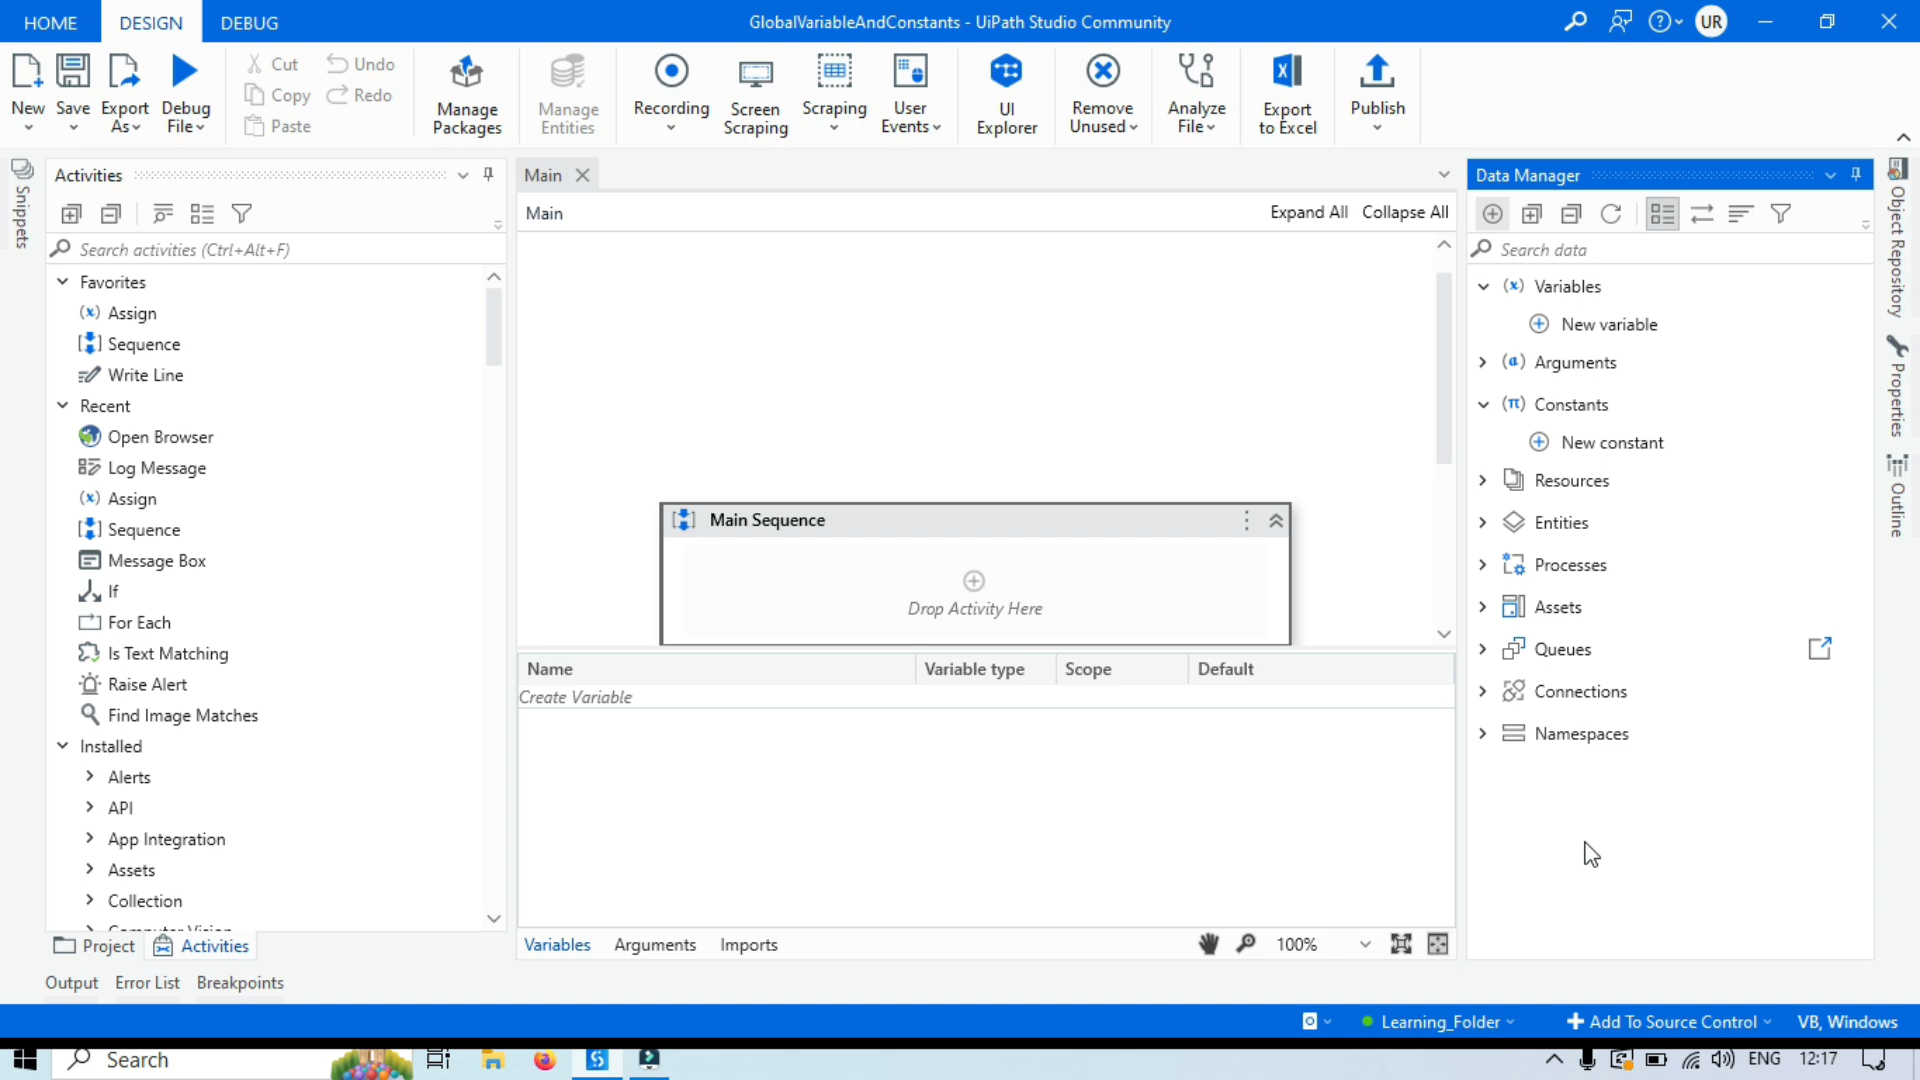 HOME DESIGN DEBUG
GlobalVariableAndConstants - UiPath Studio Community
UR
New Save Export As Debug File
Cut Undo
Copy Redo
Paste
Manage Packages
Manage Entities
Recording
Screen Scraping
Scraping
User Events
UI Explorer
Remove Unused
Analyze File
Export to Excel
Publish
Snippets
Activities
Search activities (Ctrl+Alt+F)
Favorites
Assign
Sequence
Write Line
Recent
Open Browser
Log Message
Assign
Sequence
Message Box
If
For Each
Is Text Matching
Raise Alert
Find Image Matches
Installed
Alerts
API
App Integration
Assets
Collection
Project Activities
Main
Main Expand All Collapse All
Main Sequence
Drop Activity Here
Name Variable type Scope Default
Create Variable
Variables Arguments Imports 100%
Data Manager
Search data
Variables
New variable
Arguments
Constants
New constant
Resources
Entities
Processes
Assets
Queues
Connections
Namespaces
Object Repository
Properties
Outline
Output Error List Breakpoints
Learning_Folder Add To Source Control VB, Windows
Search ENG 12:17